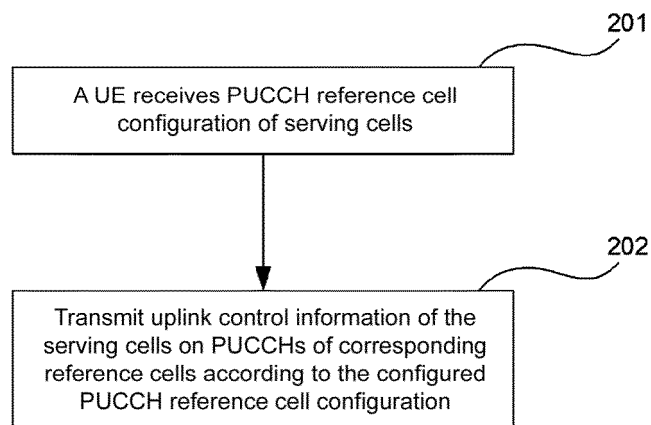 201
A UE receives PUCCH reference cell
configuration of serving cells
202
Transmit uplink control information of the
serving cells on PUCCHs of corresponding
reference cells according to the configured
PUCCH reference cell configuration